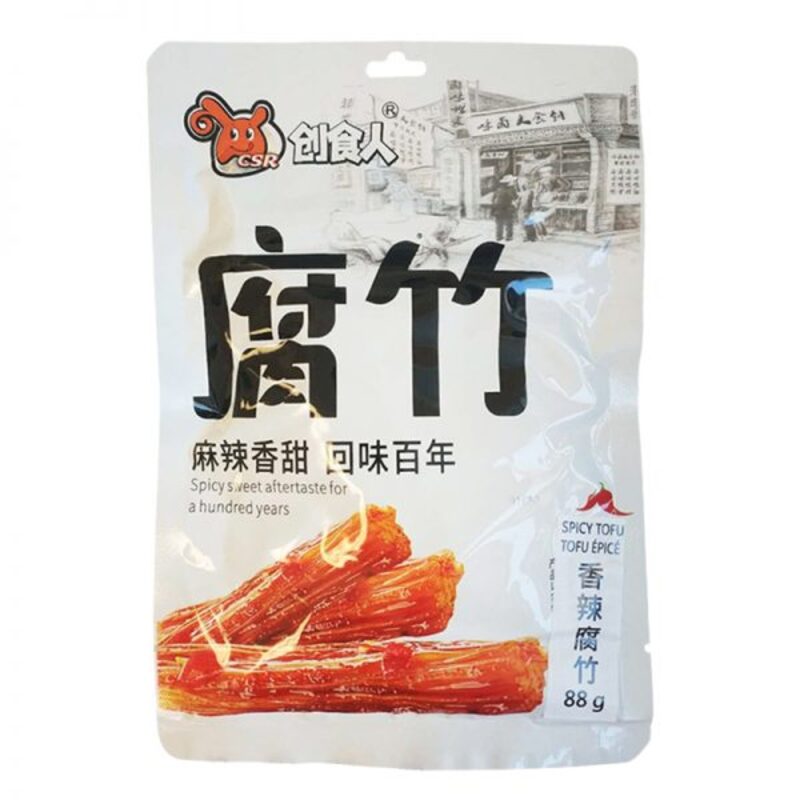 CSR 创食人®
腐竹
麻辣香甜 回味百年
Spicy sweet aftertaste for
a hundred years
SPICY TOFU
TOFU ÉPICÉ
香辣腐竹
88 g